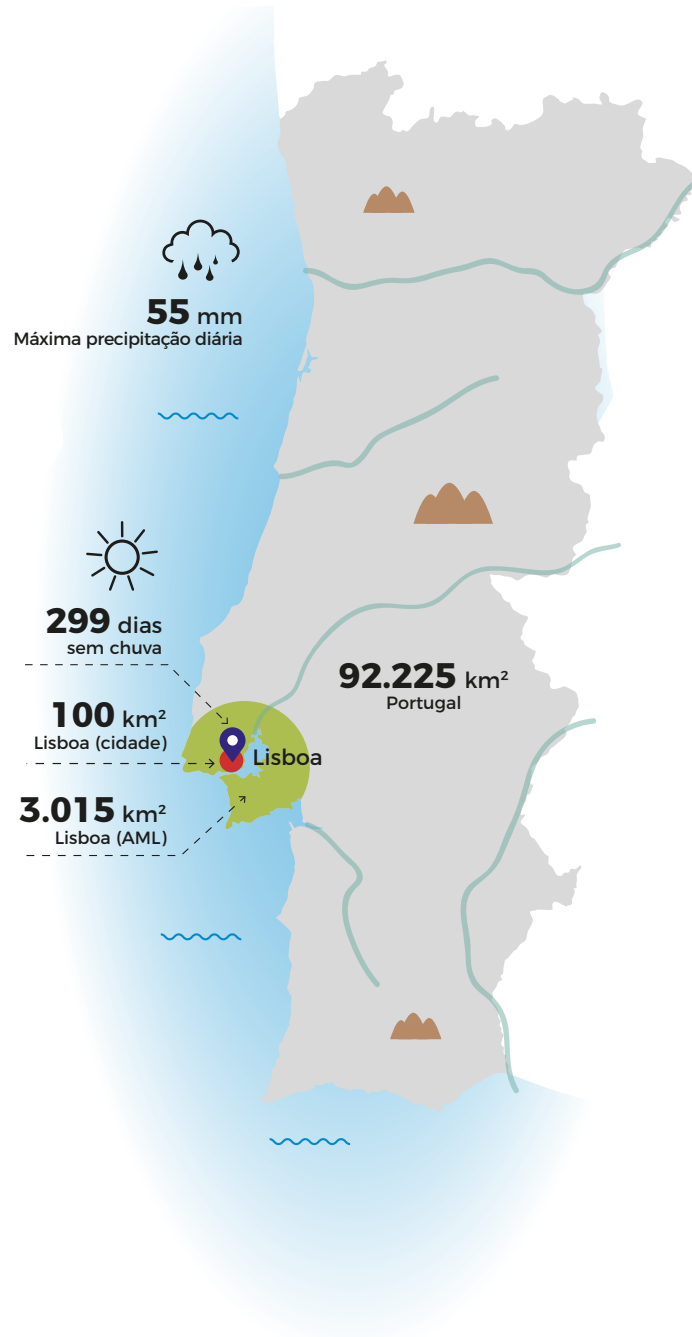 55 mm
Máxima precipitação diária
299 dias
sem chuva
92.225 km²
Portugal
100 km²
Lisboa (cidade)
Lisboa
3.015 km²
Lisboa (AML)